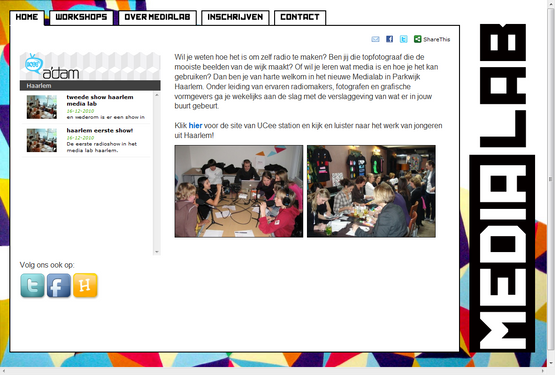 HOME WORKSHOPS OVER MEDIALAB INSCHRIJVEN CONTACT
ShareThis
a'dam
Haarlem
tweede show haarlem
media lab
16-12-2010
en wederom is er een show in
haarlem eerste show!
16-12-2010
De eerste radioshow in het
media lab haarlem.
Wil je weten hoe het is om zelf radio te maken? Ben jij die topfotograaf die de
mooiste beelden van de wijk maakt? Of wil je leren wat media is en hoe je het kan
gebruiken? Dan ben je van harte welkom in het nieuwe Medialab in Parkwijk
Haarlem. Onder leiding van ervaren radiomakers, fotografen en grafische
vormgevers ga je wekelijks aan de slag met de verslaggeving van wat er in jouw
buurt gebeurt.
Klik hier voor de site van UCee station en kijk en luister naar het werk van jongeren
uit Haarlem!
Volg ons ook op:
MEDIA LAB